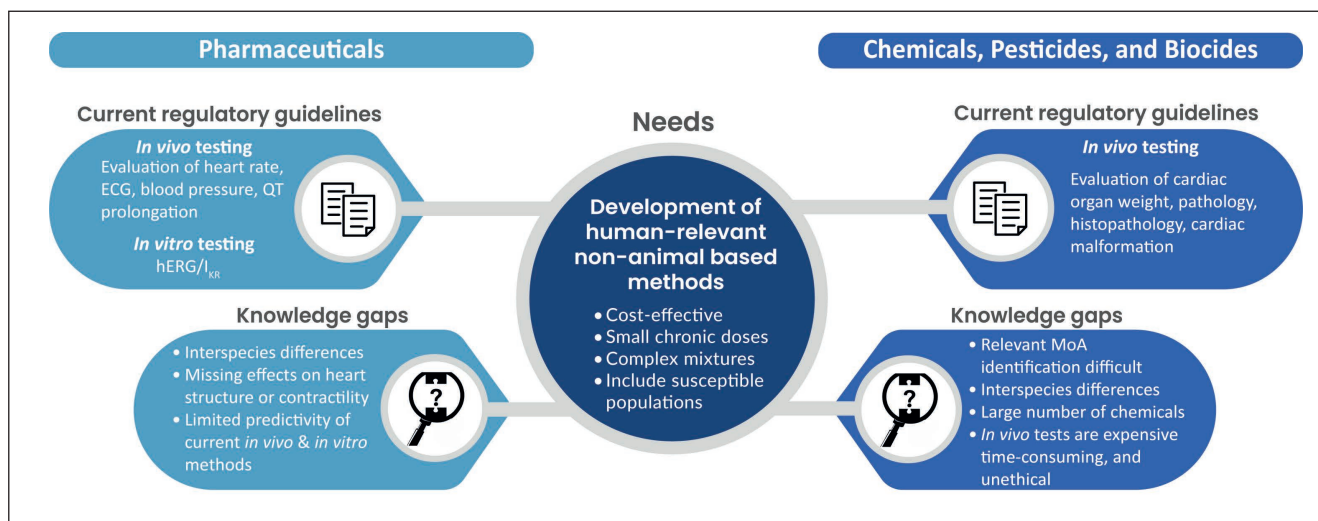 Pharmaceuticals
Current regulatory guidelines
In vivo testing
Evaluation of heart rate,
ECG, blood pressure, QT
prolongation
In vitro testing
hERG/I_KR
Knowledge gaps
• Interspecies differences
• Missing effects on heart
structure or contractility
• Limited predictivity of
current in vivo & in vitro
methods
?
Needs
Development of
human-relevant
non-animal based
methods
• Cost-effective
• Small chronic doses
• Complex mixtures
• Include susceptible
populations
Chemicals, Pesticides, and Biocides
Current regulatory guidelines
In vivo testing
Evaluation of cardiac
organ weight, pathology,
histopathology, cardiac
malformation
Knowledge gaps
?
• Relevant MoA
identification difficult
• Interspecies differences
• Large number of chemicals
• In vivo tests are expensive
time-consuming, and
unethical